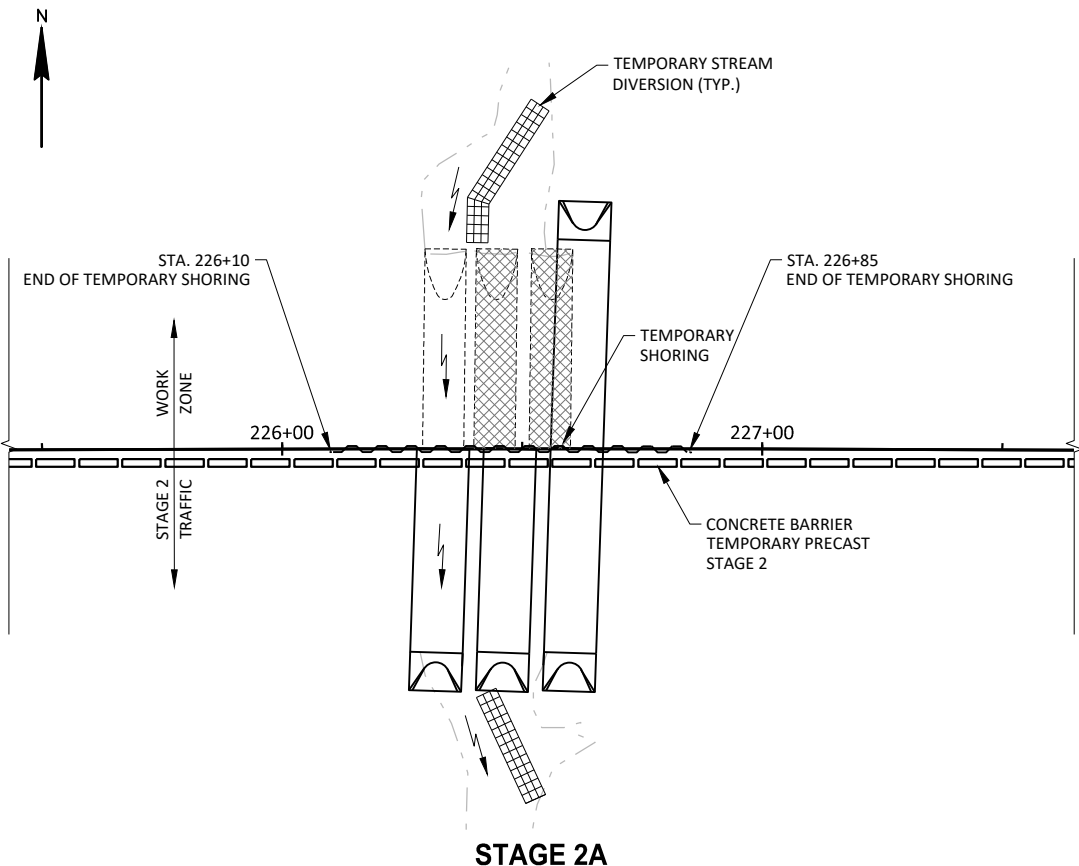 N
TEMPORARY STREAM
DIVERSION (TYP.)
STA. 226+10
END OF TEMPORARY SHORING
STA. 226+85
END OF TEMPORARY SHORING
TEMPORARY
SHORING
WORK
ZONE
226+00
227+00
STAGE 2
TRAFFIC
CONCRETE BARRIER
TEMPORARY PRECAST
STAGE 2
STAGE 2A